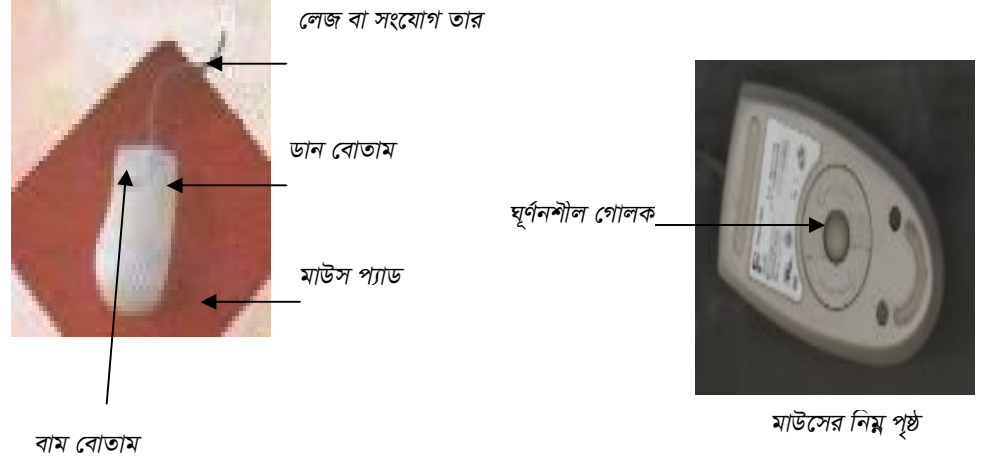 লেজ বা সংযোগ তার
ডান বোতাম
ঘূর্ণনশীল গোলক
মাউস প্যাড
মাউসের নিম্ন পৃষ্ঠ
বাম বোতাম